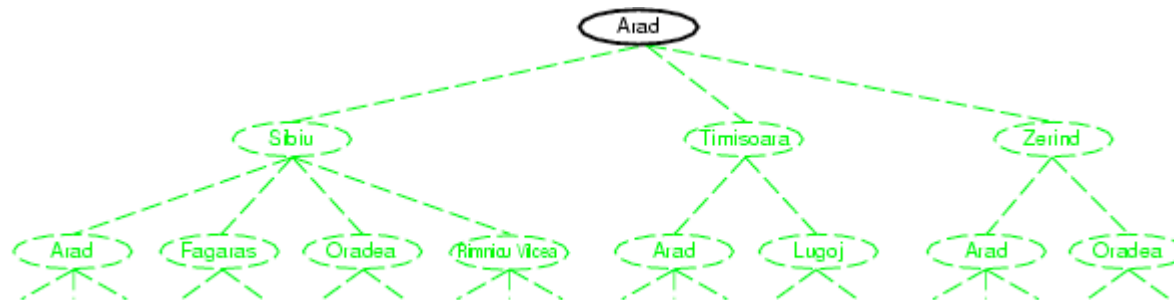 Arad
Sibiu Timisoara Zerind
Arad Fagaras Oradea Rimnicu Vilcea Arad Lugoj Arad Oradea